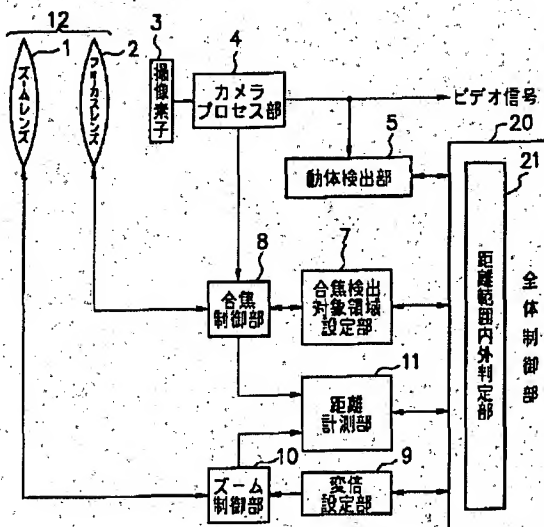 12
1
2
3
4
ズームレンズ
フォーカスレンズ
撮像素子
カメラ
プロセス部
ビデオ信号
20
5
21
動体検出部
8
7
合焦
制御部
合焦検出
対象領域
設定部
距離範囲内外判定部
全体制御部
11
距離
計測部
10
9
ズーム
制御部
変倍
設定部